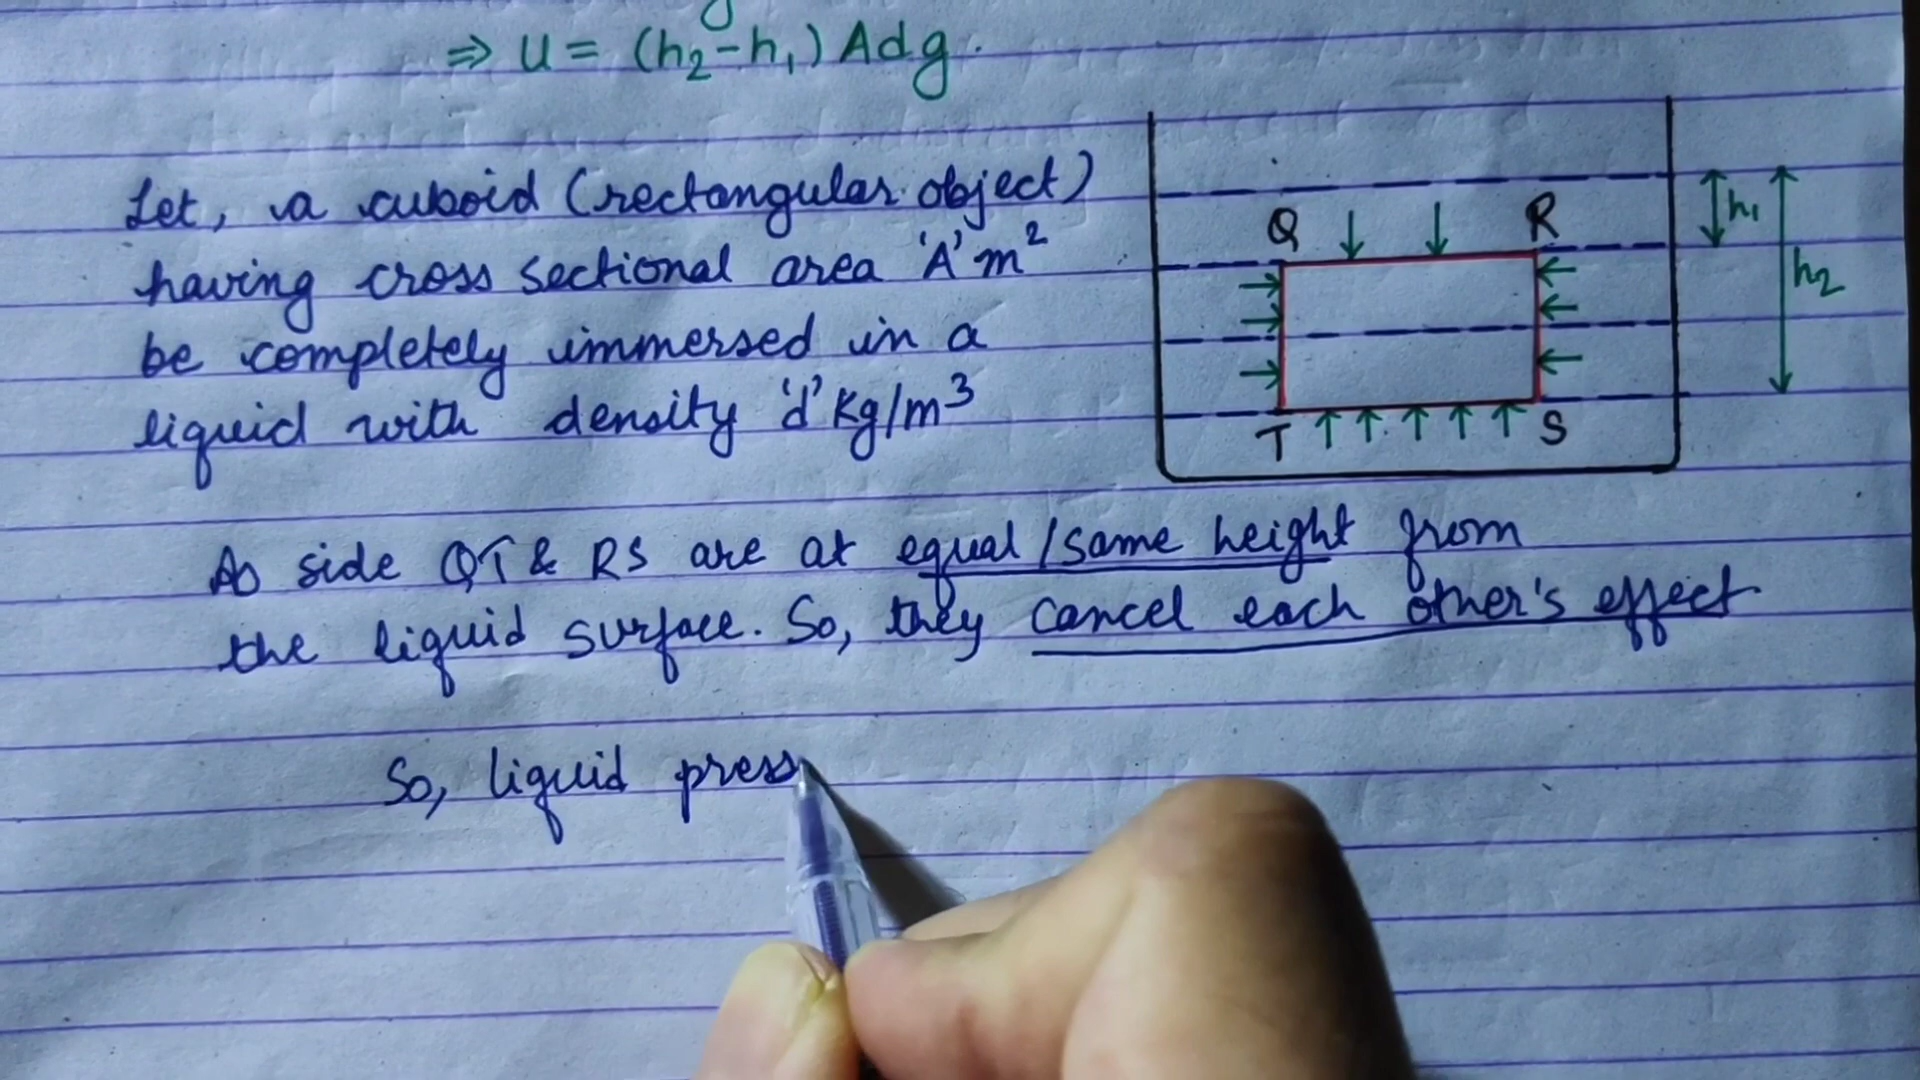 ⇒ U = (h₂-h₁) Adg.
Let, a cuboid (rectangular object)
having cross sectional area 'A' m²
be completely immersed in a
liquid with density 'd' Kg/m³
Q R
h₁
h₂
T S
As side QT & RS are at equal/same height from
the liquid surface. So, they cancel each other's effect
So, liquid press